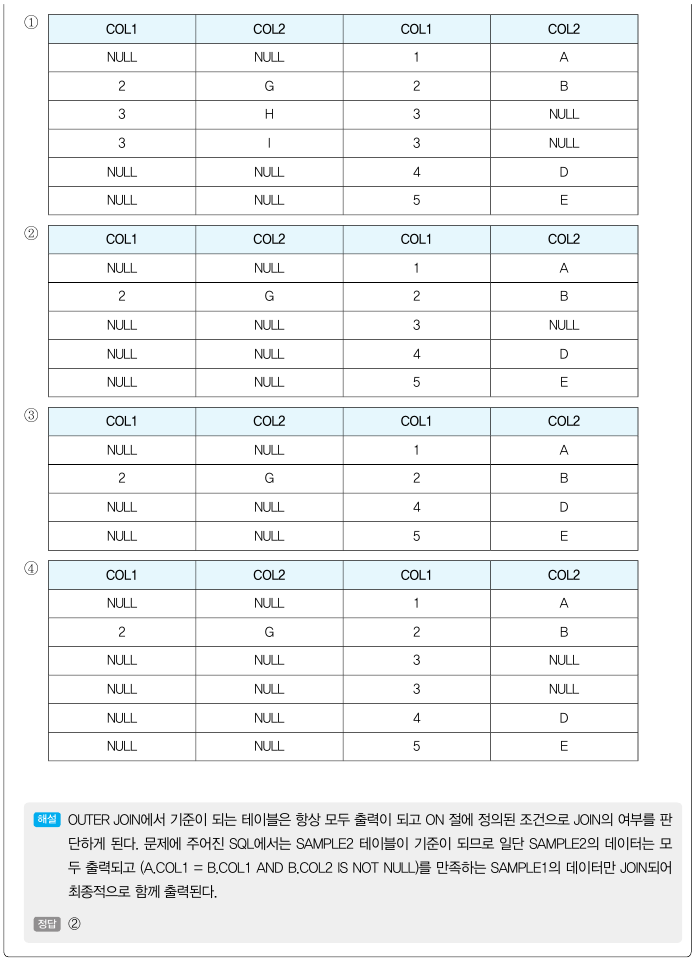 ①
COL1 COL2 COL1 COL2
NULL NULL 1 A
2 G 2 B
3 H 3 NULL
3 I 3 NULL
NULL NULL 4 D
NULL NULL 5 E
②
COL1 COL2 COL1 COL2
NULL NULL 1 A
2 G 2 B
NULL NULL 3 NULL
NULL NULL 4 D
NULL NULL 5 E
③
COL1 COL2 COL1 COL2
NULL NULL 1 A
2 G 2 B
NULL NULL 4 D
NULL NULL 5 E
④
COL1 COL2 COL1 COL2
NULL NULL 1 A
2 G 2 B
NULL NULL 3 NULL
NULL NULL 3 NULL
NULL NULL 4 D
NULL NULL 5 E
해설 OUTER JOIN에서 기준이 되는 테이블은 항상 모두 출력이 되고 ON 절에 정의된 조건으로 JOIN의 여부를 판
단하게 된다. 문제에 주어진 SQL에서는 SAMPLE2 테이블이 기준이 되므로 일단 SAMPLE2의 데이터는 모
두 출력되고 (A.COL1 = B.COL1 AND B.COL2 IS NOT NULL)를 만족하는 SAMPLE1의 데이터만 JOIN되어
최종적으로 함께 출력된다.
정답 ②